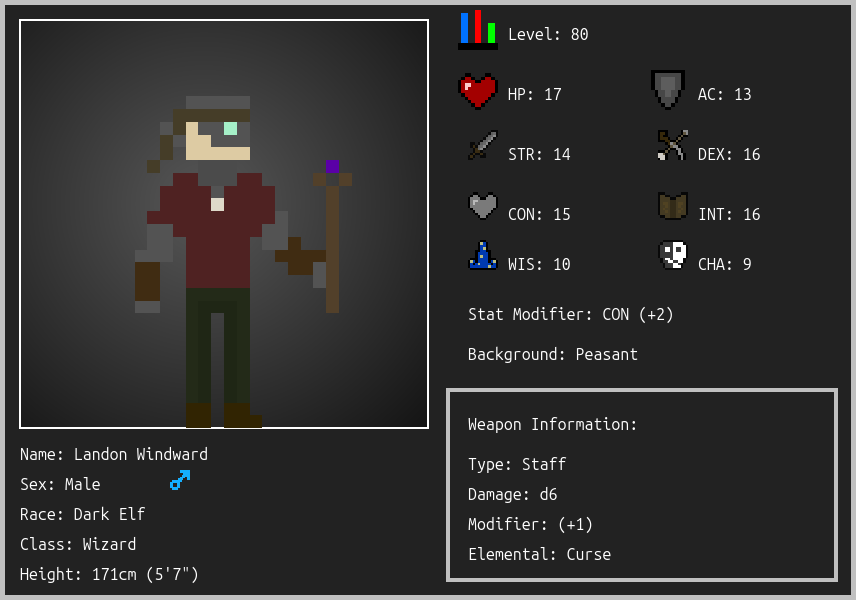 Level: 80
HP: 17
AC: 13
STR: 14
DEX: 16
CON: 15
INT: 16
WIS: 10
CHA: 9
Stat Modifier: CON (+2)
Background: Peasant
Weapon Information:
Type: Staff
Damage: d6
Modifier: (+1)
Elemental: Curse
Name: Landon Windward
Sex: Male
Race: Dark Elf
Class: Wizard
Height: 171cm (5'7")